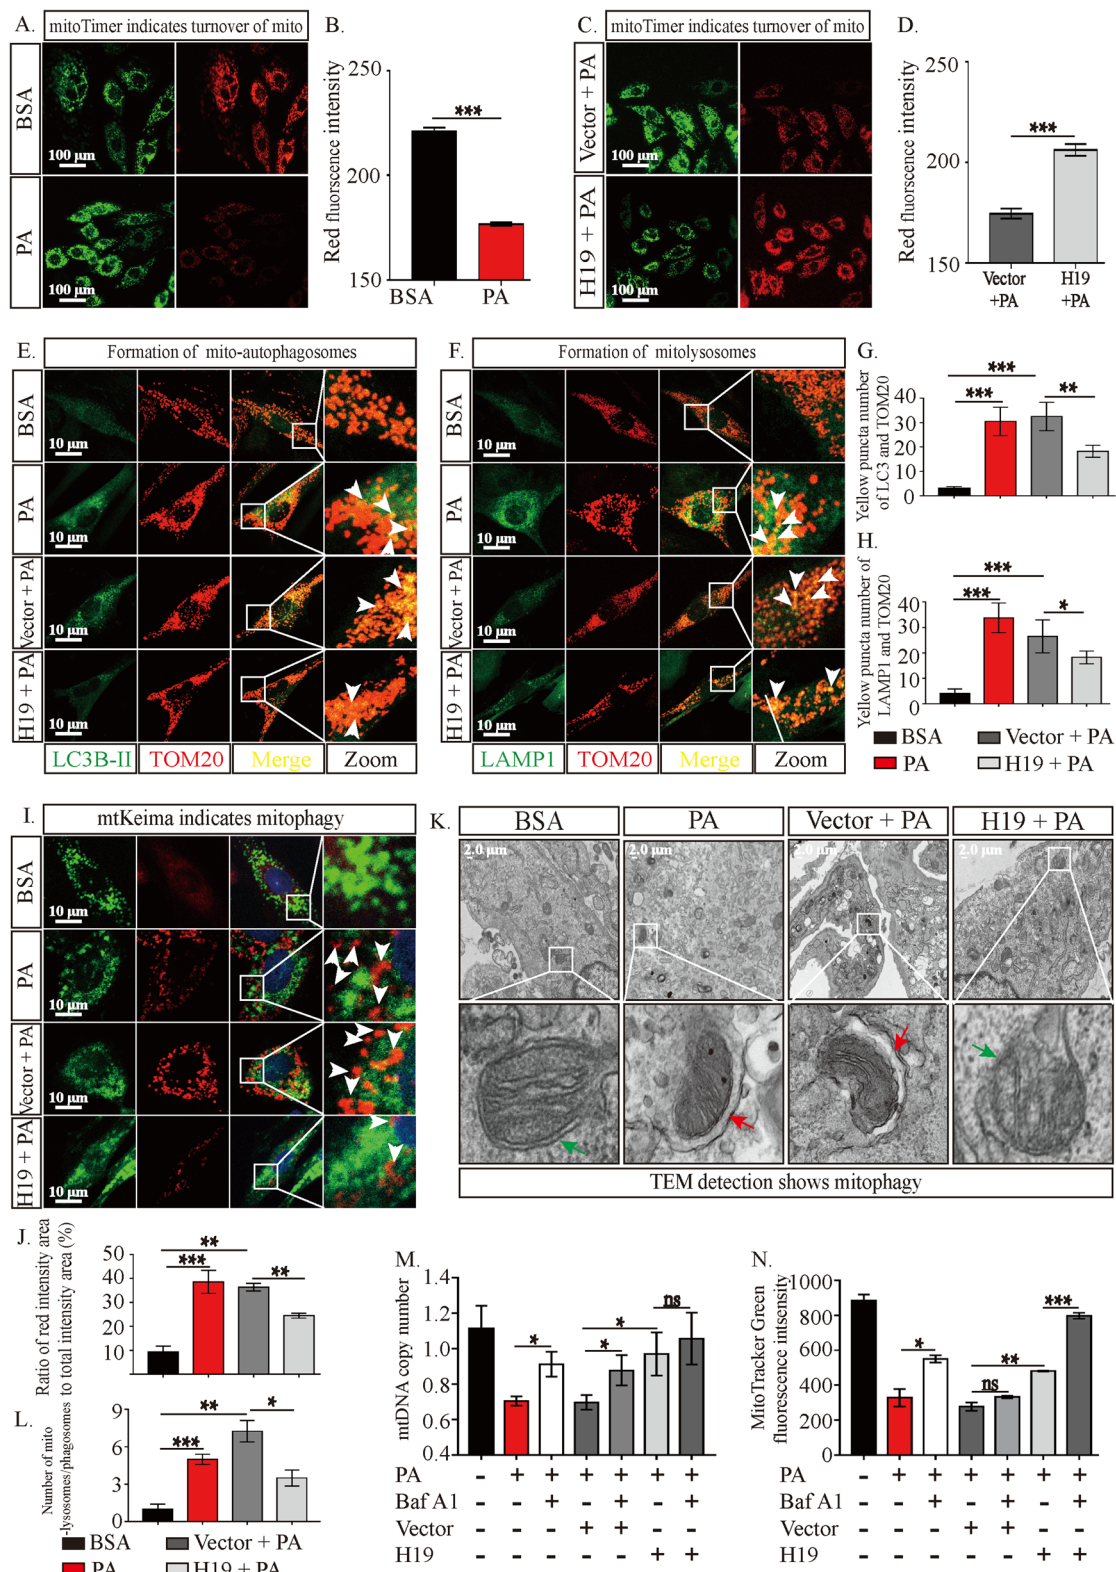 A.
mitoTimer indicates turnover of mito
BSA
100 μm
PA
100 μm
B.
Red fluorescence intensity
250
200
150
***
BSA
PA
C.
mitoTimer indicates turnover of mito
Vector + PA
100 μm
H19 + PA
100 μm
D.
Red fluorescence intensity
250
200
150
***
Vector
+PA
H19
+PA
E.
Formation of mito-autophagosomes
BSA
10 μm
PA
10 μm
Vector + PA
10 μm
H19 + PA
10 μm
LC3B-II
TOM20
Merge
Zoom
F.
Formation of mitolysosomes
BSA
10 μm
PA
10 μm
Vector + PA
10 μm
H19 + PA
10 μm
LAMP1
TOM20
Merge
Zoom
G.
Yellow puncta number
of LC3 and TOM20
40
30
20
10
0
***
***
**
H.
Yellow puncta number of
LAMP1 and TOM20
40
30
20
10
0
***
***
*
BSA
Vector + PA
PA
H19 + PA
I.
mtKeima indicates mitophagy
BSA
10 μm
PA
10 μm
Vector + PA
10 μm
H19 + PA
10 μm
J.
Ratio of red intensity area
to total intensity area (%)
50
40
30
20
10
**
***
**
K.
BSA
PA
Vector + PA
H19 + PA
2.0 μm
2.0 μm
2.0 μm
2.0 μm
TEM detection shows mitophagy
L.
Number of mito
-lysosomes/phagosomes
9
6
3
0
**
***
*
BSA
Vector + PA
PA
H19 + PA
M.
mtDNA copy number
1.4
1.2
1.0
0.8
0.6
0.4
*
*
*
ns
PA - + + + + + +
Baf A1 - - + - + - +
Vector - - - + + - -
H19 - - - - - + +
N.
MitoTracker Green
fluorescence intsensity
1000
800
600
400
200
0
*
ns
**
***
PA - + + + + + +
Baf A1 - - + - + - +
Vector - - - + + - -
H19 - - - - - + +